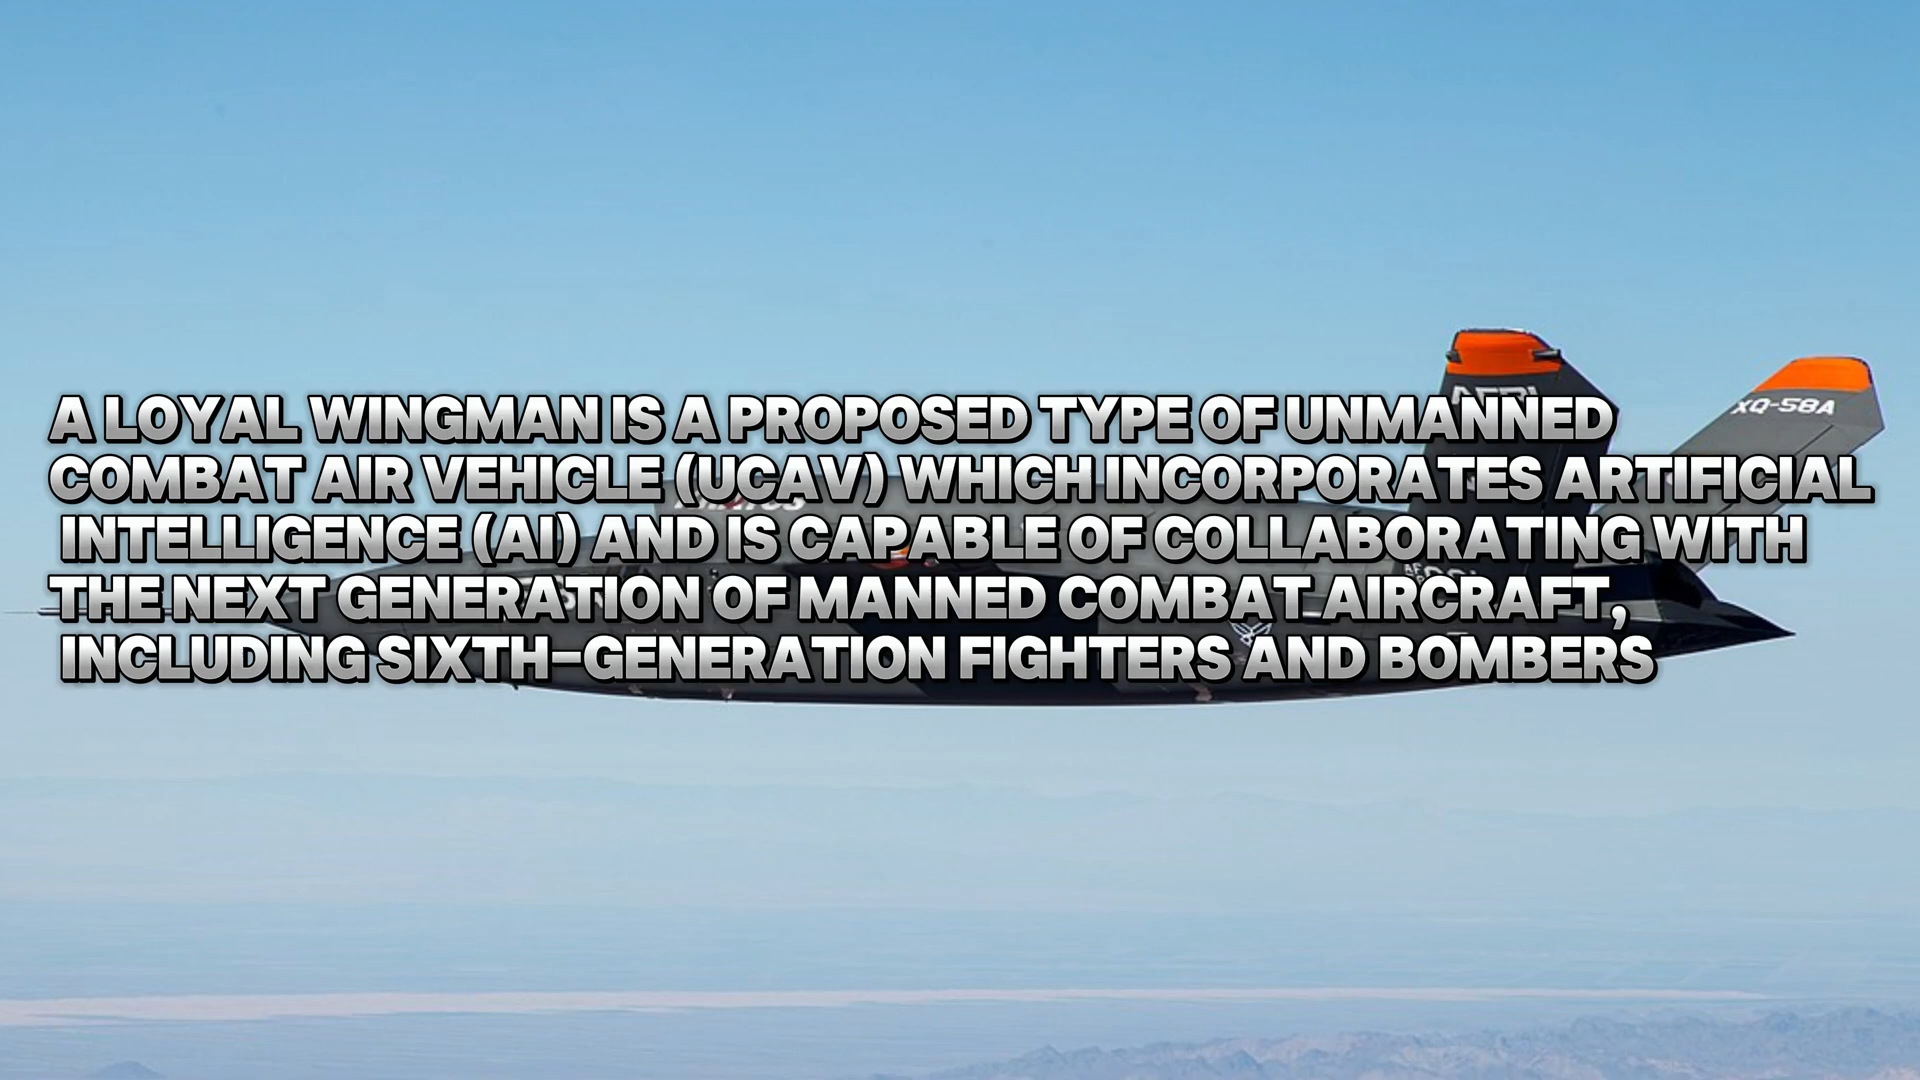 A LOYAL WINGMAN IS A PROPOSED TYPE OF UNMANNED
COMBAT AIR VEHICLE (UCAV) WHICH INCORPORATES ARTIFICIAL
INTELLIGENCE (AI) AND IS CAPABLE OF COLLABORATING WITH
THE NEXT GENERATION OF MANNED COMBAT AIRCRAFT,
INCLUDING SIXTH-GENERATION FIGHTERS AND BOMBERS
AFRL
XQ-58A